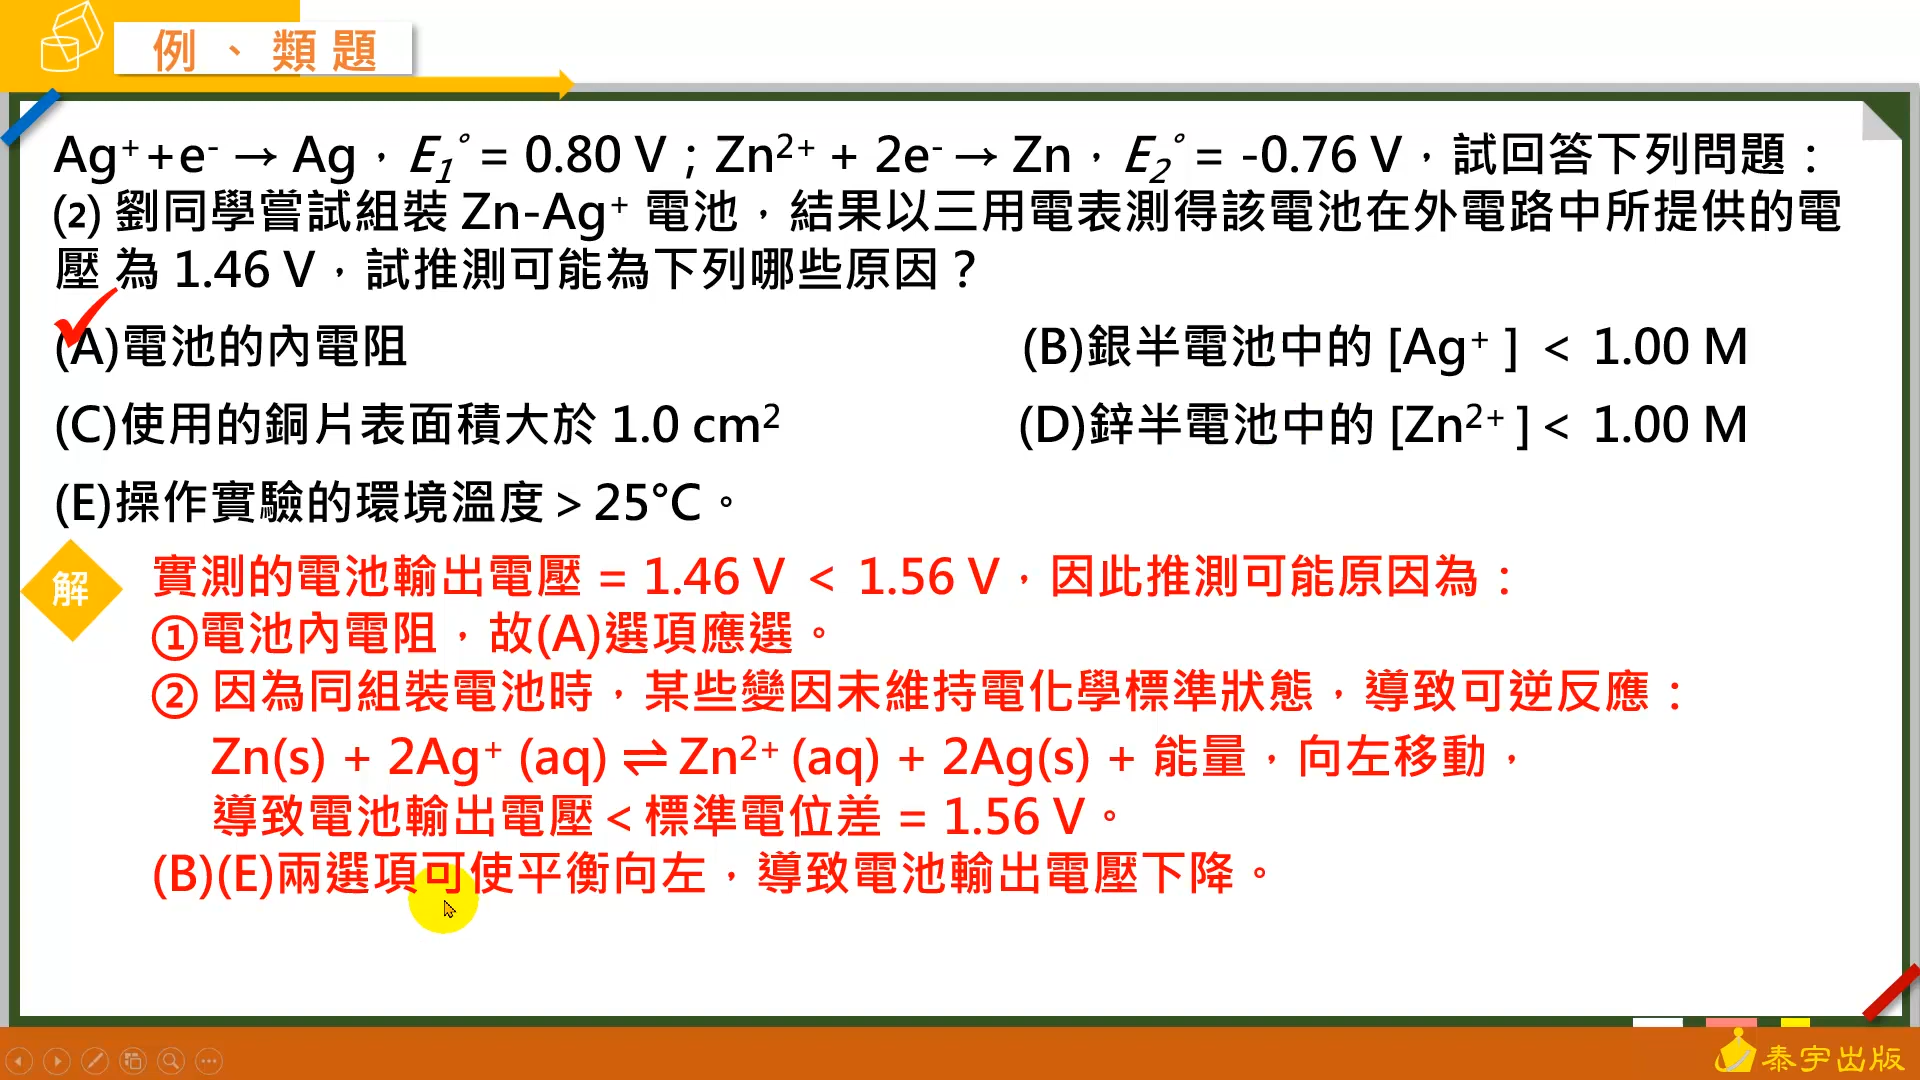 例、類題
Ag⁺+e⁻ → Ag，E₁° = 0.80 V；Zn²⁺ + 2e⁻ → Zn，E₂° = -0.76 V，試回答下列問題：
(2) 劉同學嘗試組裝 Zn-Ag⁺ 電池，結果以三用電表測得該電池在外電路中所提供的電
壓 為 1.46 V，試推測可能為下列哪些原因？
(A)電池的內電阻
(B)銀半電池中的 [Ag⁺ ] < 1.00 M
(C)使用的銅片表面積大於 1.0 cm²
(D)鋅半電池中的 [Zn²⁺ ]< 1.00 M
(E)操作實驗的環境溫度＞25°C。
解
實測的電池輸出電壓 = 1.46 V < 1.56 V，因此推測可能原因為：
①電池內電阻，故(A)選項應選。
② 因為同組裝電池時，某些變因未維持電化學標準狀態，導致可逆反應：
Zn(s) + 2Ag⁺ (aq) ⇌ Zn²⁺ (aq) + 2Ag(s) + 能量，向左移動，
導致電池輸出電壓＜標準電位差 = 1.56 V。
(B)(E)兩選項可使平衡向左，導致電池輸出電壓下降。
泰宇出版